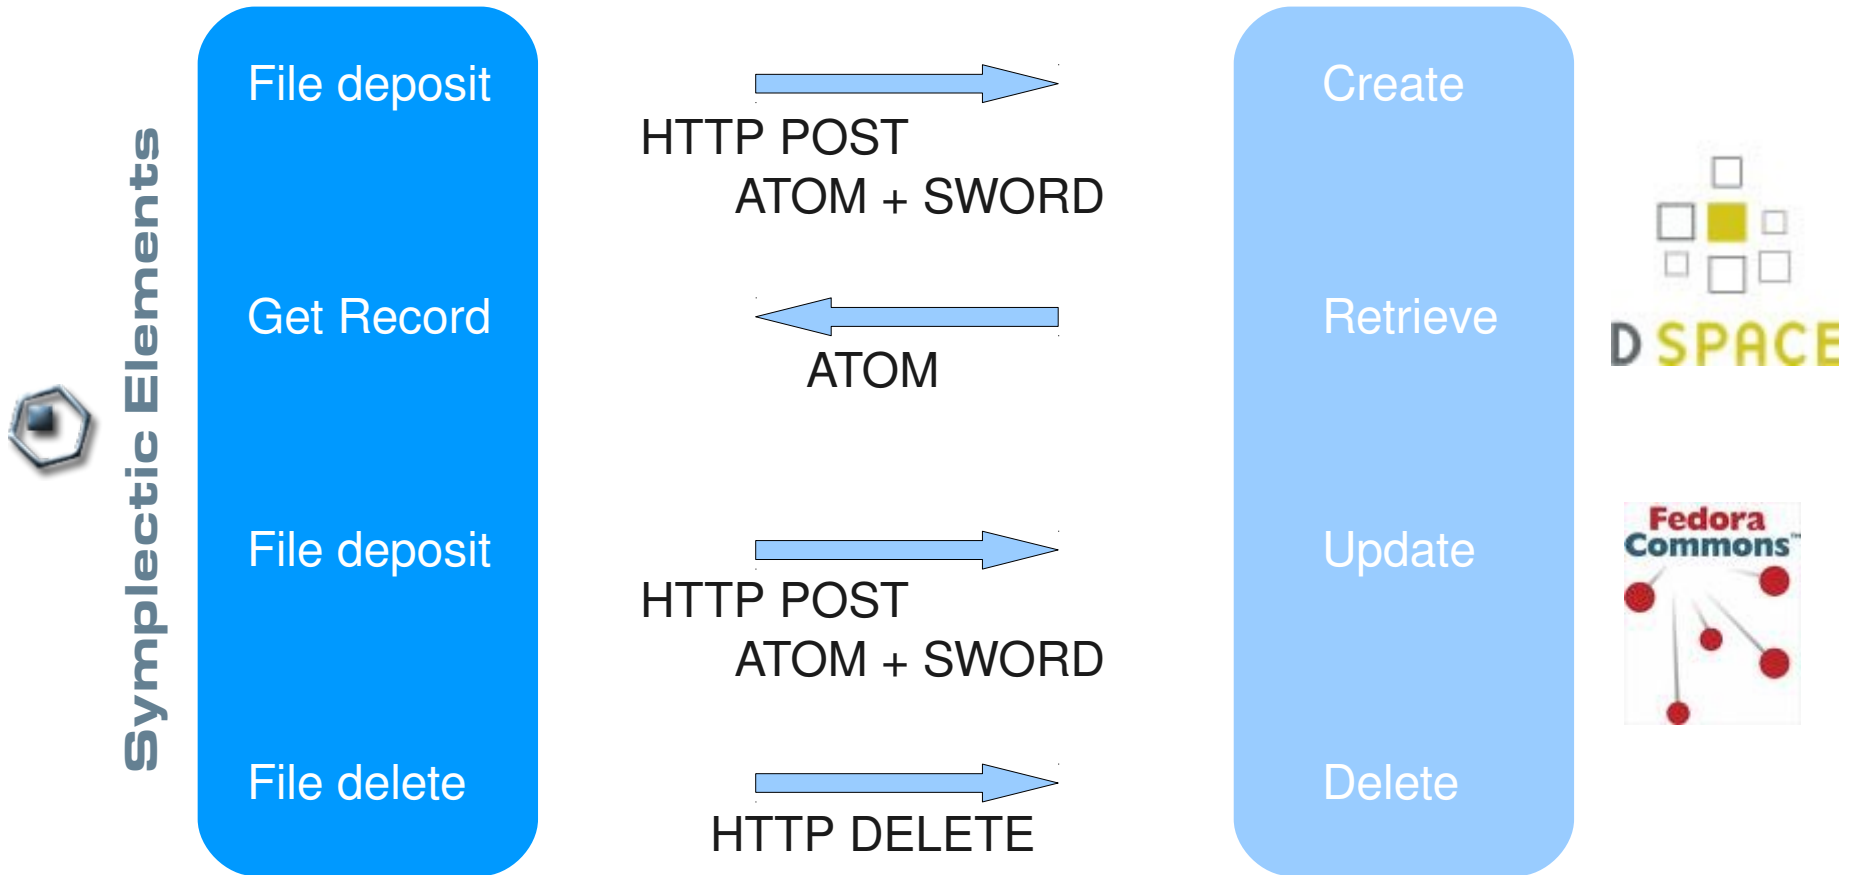 Symplectic Elements
File deposit
HTTP POST
ATOM + SWORD
Create
Get Record
ATOM
Retrieve
File deposit
HTTP POST
ATOM + SWORD
Update
File delete
HTTP DELETE
Delete
D SPACE
Fedora
Commons™